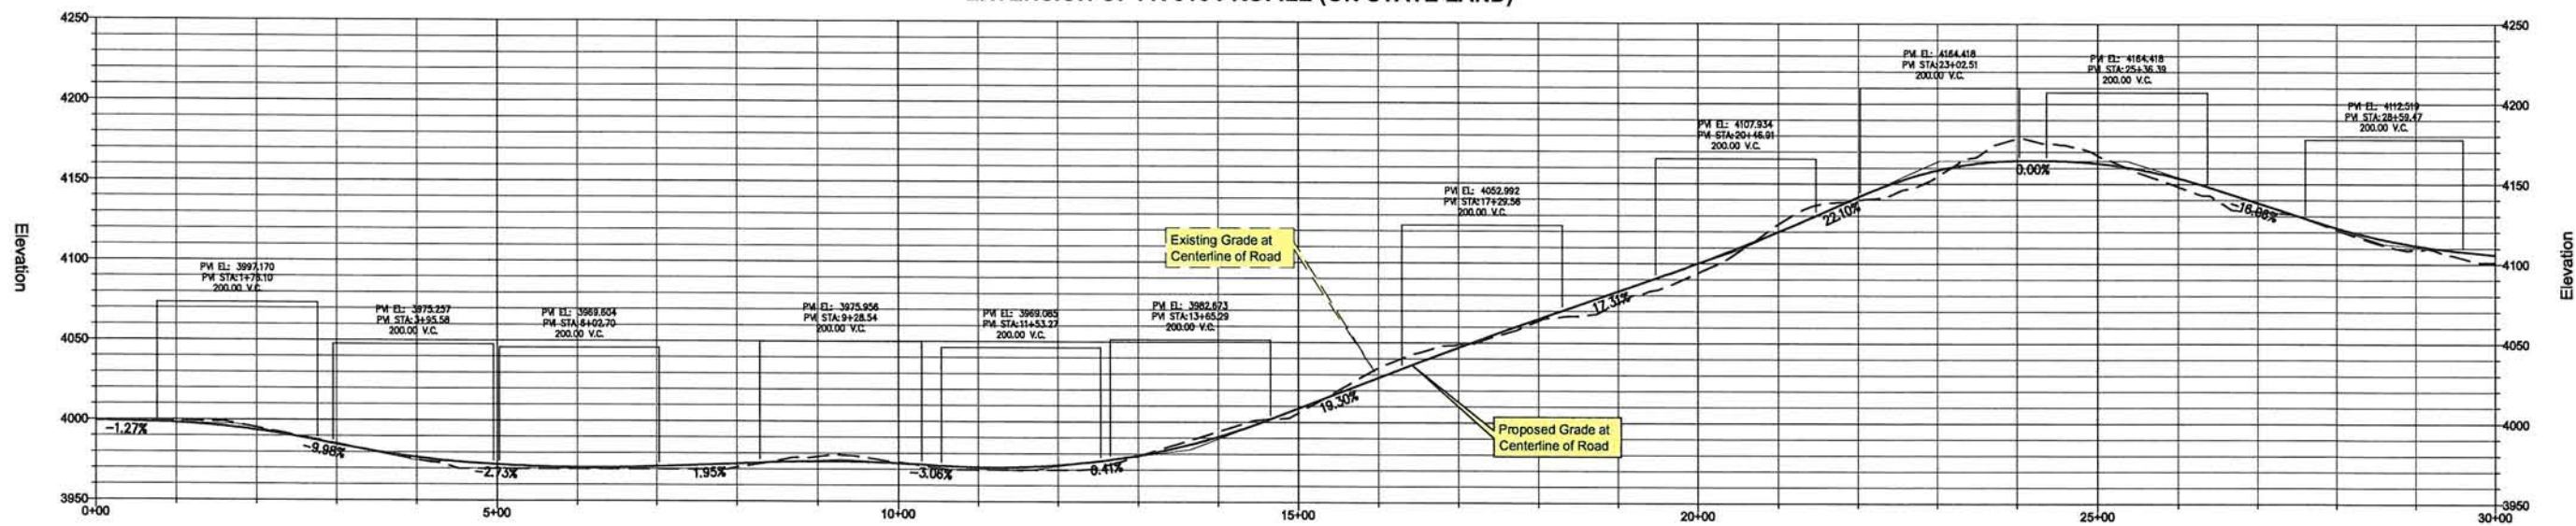 4250
4200
4150
4100
4050
4000
3950
Elevation
PVI EL: 3997.170
200.00 V.C.
PVI EL: 3975.257
PVI STA:3+95.58
200.00 V.C.
PVI EL: 3969.604
PVI STA:6+02.70
200.00 V.C.
PVI EL: 3975.956
PVI STA:9+28.54
200.00 V.C.
PVI EL: 3969.085
PVI STA:11+53.27
200.00 V.C.
PVI EL: 3982.673
PVI STA:13+65.29
200.00 V.C.
PVI EL: 4052.992
PVI STA:17+29.56
200.00 V.C.
PVI EL: 4107.934
PVI STA:20+46.91
200.00 V.C.
PVI EL: 4164.418
PVI STA:23+02.51
200.00 V.C.
PVI EL: 4164.418
PVI STA:25+36.39
200.00 V.C.
PVI EL: 4112.519
PVI STA:28+59.47
200.00 V.C.
Existing Grade at
Centerline of Road
Proposed Grade at
Centerline of Road
-1.27%
-9.98%
-2.73%
1.95%
-3.06%
6.41%
19.30%
17.31%
22.10%
0.00%
-16.06%
4250
4200
4150
4100
4050
4000
3950
Elevation
0+00
5+00
10+00
15+00
20+00
25+00
30+00